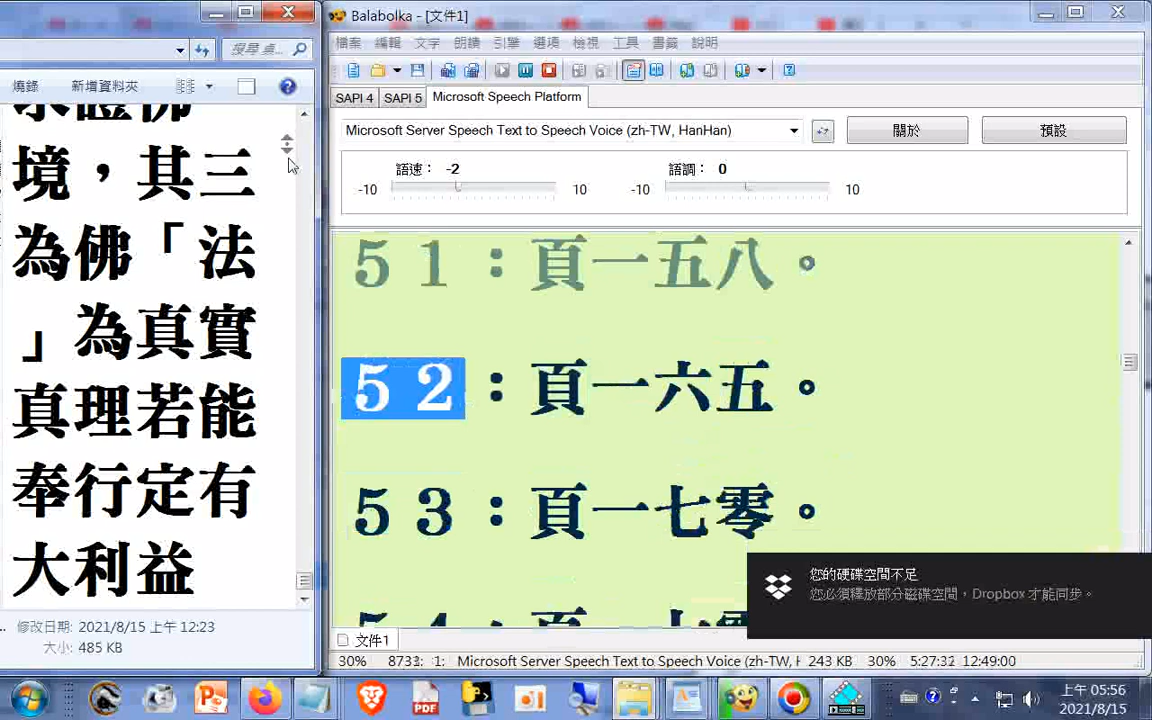 Balabolka - [文件1]
搜尋 桌...
檔案 編輯 文字 朗讀 引擎 選項 檢視 工具 書籤 說明
燒錄 新增資料夾
SAPI 4 SAPI 5 Microsoft Speech Platform
Microsoft Server Speech Text to Speech Voice (zh-TW, HanHan)
關於 預設
語速： -2 語調： 0
-10 10 -10 10
求證佛
境，其三
為佛「法
」為真實
真理若能
奉行定有
大利益
５１：頁一五八。
５２：頁一六五。
５３：頁一七零。
您的硬碟空間不足
您必須釋放部分磁碟空間，Dropbox 才能同步。
修改日期: 2021/8/15 上午 12:23
大小: 485 KB
文件1
30% 8731: 1: Microsoft Server Speech Text to Speech Voice (zh-TW, H 243 KB 30% 5:27:32 12:49:00
PDF
上午 05:56
2021/8/15